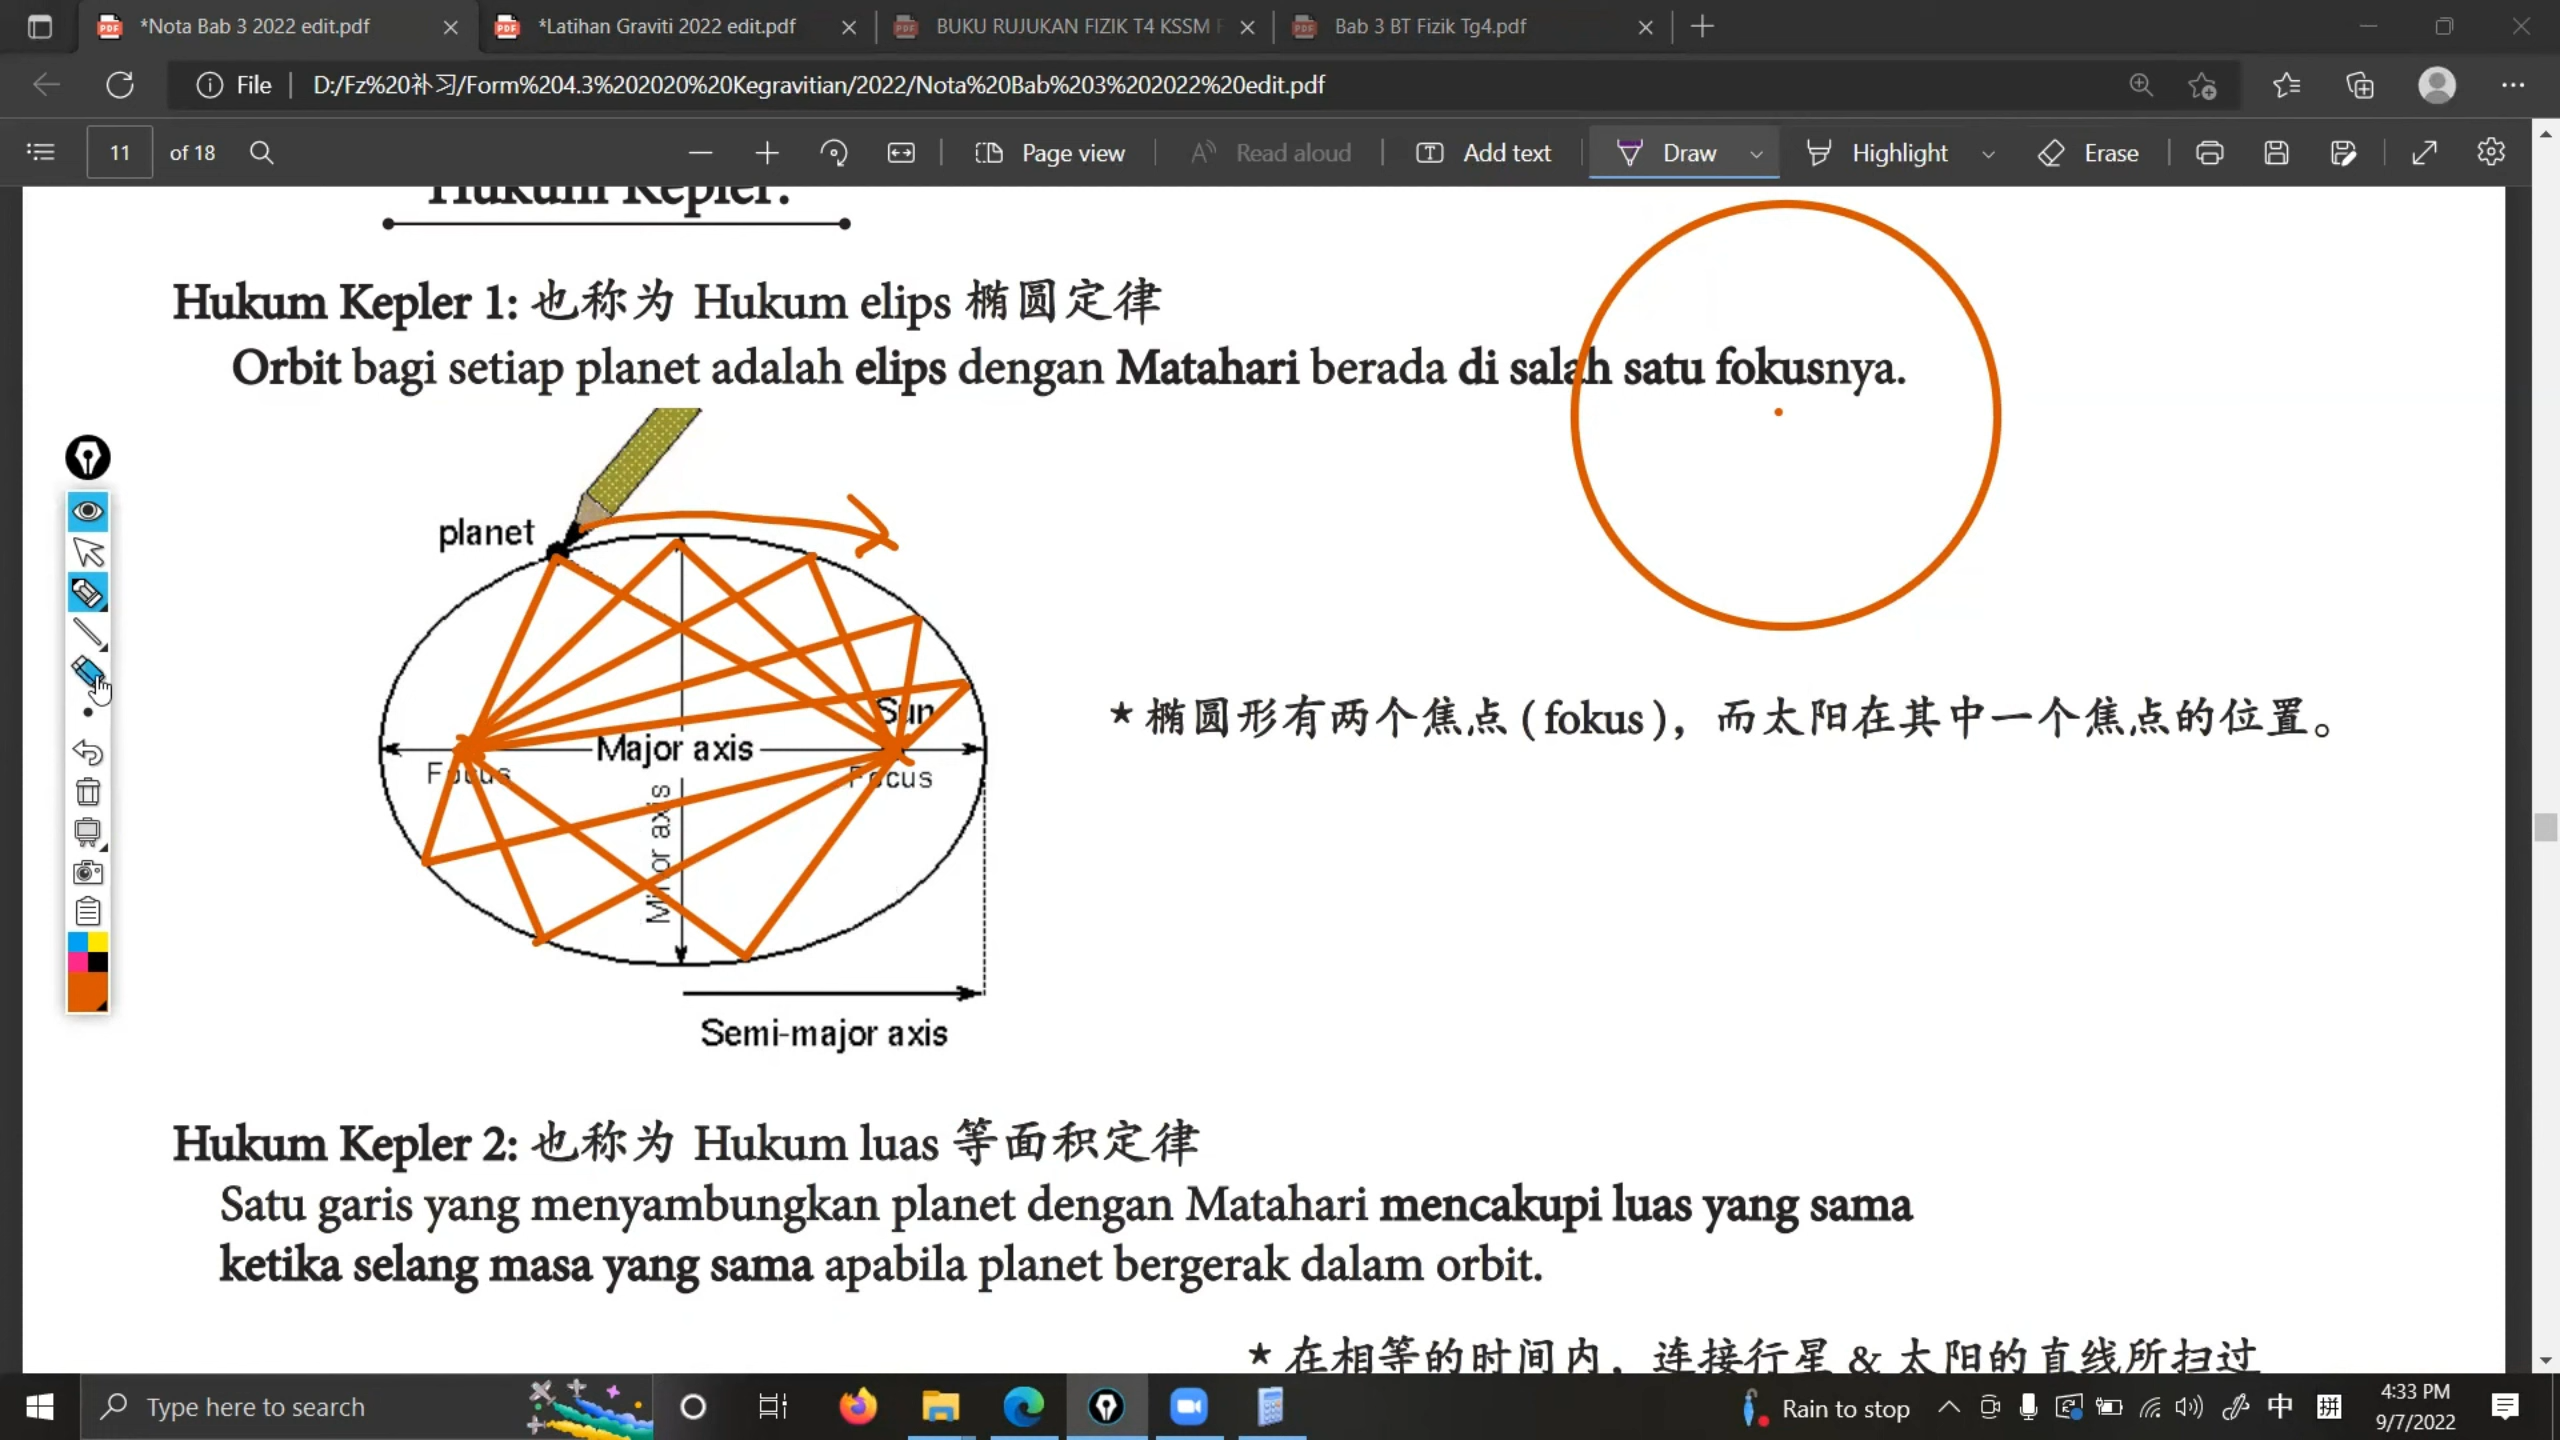 *Nota Bab 3 2022 edit.pdf
*Latihan Graviti 2022 edit.pdf
BUKU RUJUKAN FIZIK T4 KSSM
Bab 3 BT Fizik Tg4.pdf
File
D:/Fz%20补习/Form%204.3%202020%20Kegravitian/2022/Nota%20Bab%203%202022%20edit.pdf
11 of 18
Page view
Read aloud
Add text
Draw
Highlight
Erase
Hukum Kepler:
Hukum Kepler 1: 也称为 Hukum elips 椭圆定律
Orbit bagi setiap planet adalah elips dengan Matahari berada di salah satu fokusnya.
planet
Sun
Major axis
Focus
Focus
Minor axis
Semi-major axis
* 椭圆形有两个焦点 (fokus)，而太阳在其中一个焦点的位置。
Hukum Kepler 2: 也称为 Hukum luas 等面积定律
Satu garis yang menyambungkan planet dengan Matahari mencakupi luas yang sama
ketika selang masa yang sama apabila planet bergerak dalam orbit.
* 在相等的时间内，连接行星 & 太阳的直线所扫过
Type here to search
Rain to stop
中
拼
4:33 PM
9/7/2022